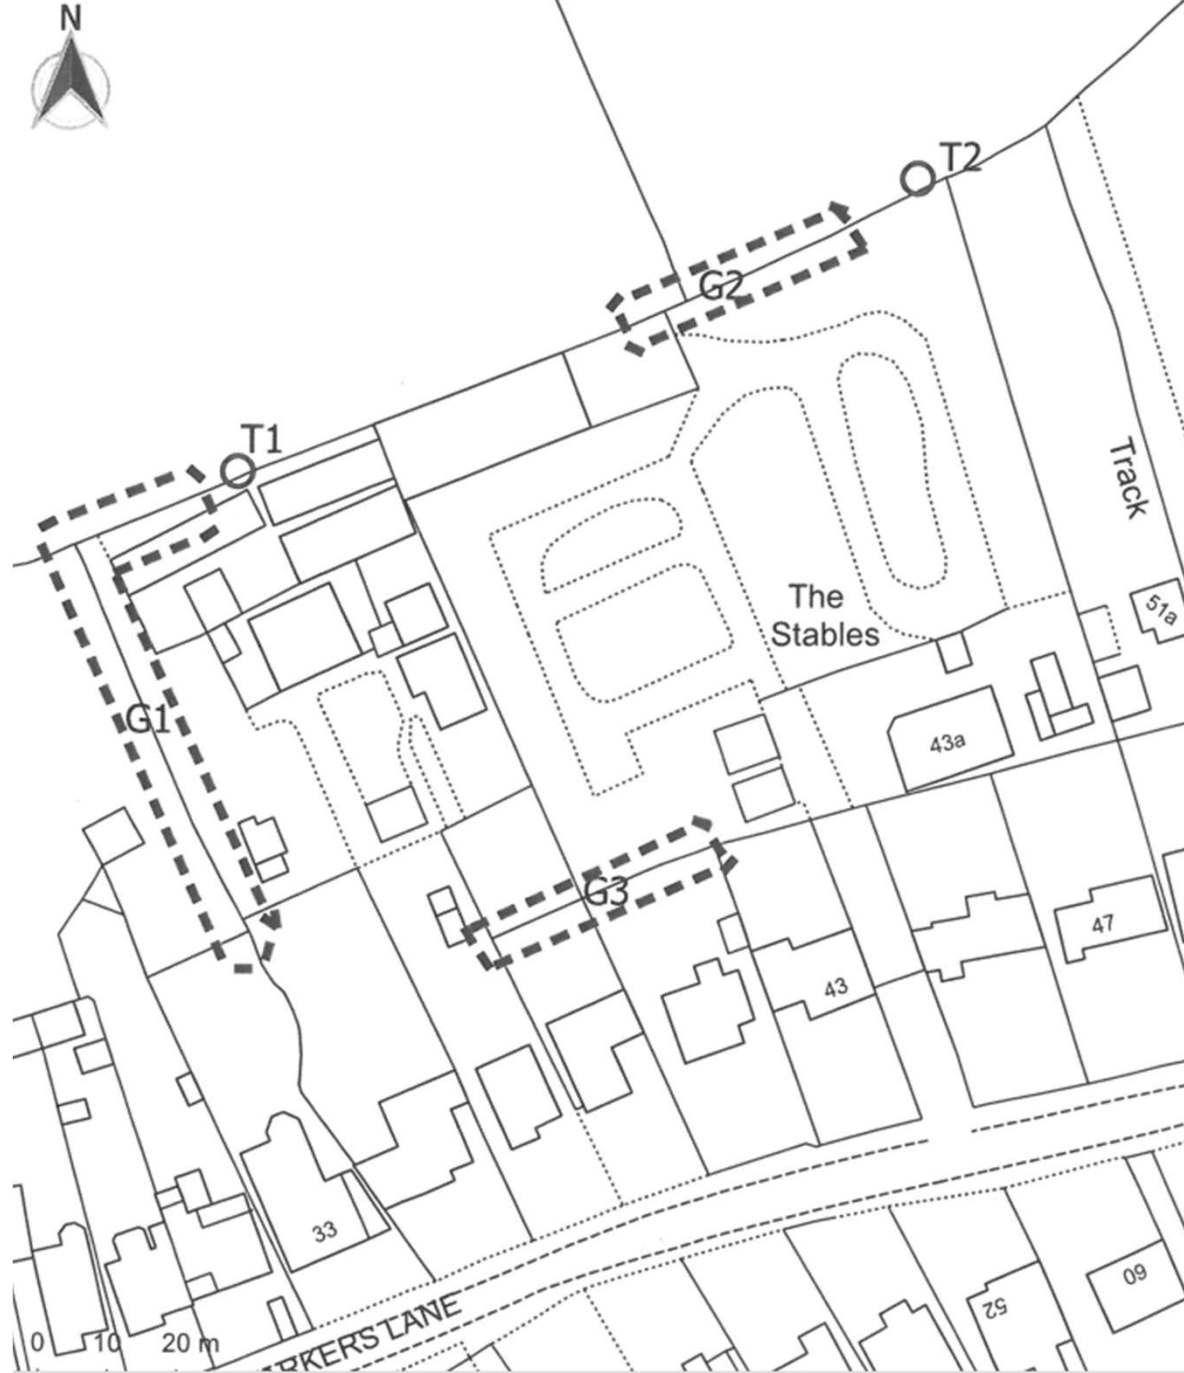 N
T2
G2
T1
Track
The
Stables
51a
G1
43a
G3
47
43
33
60
52
0 10 20 m
RKERS LANE